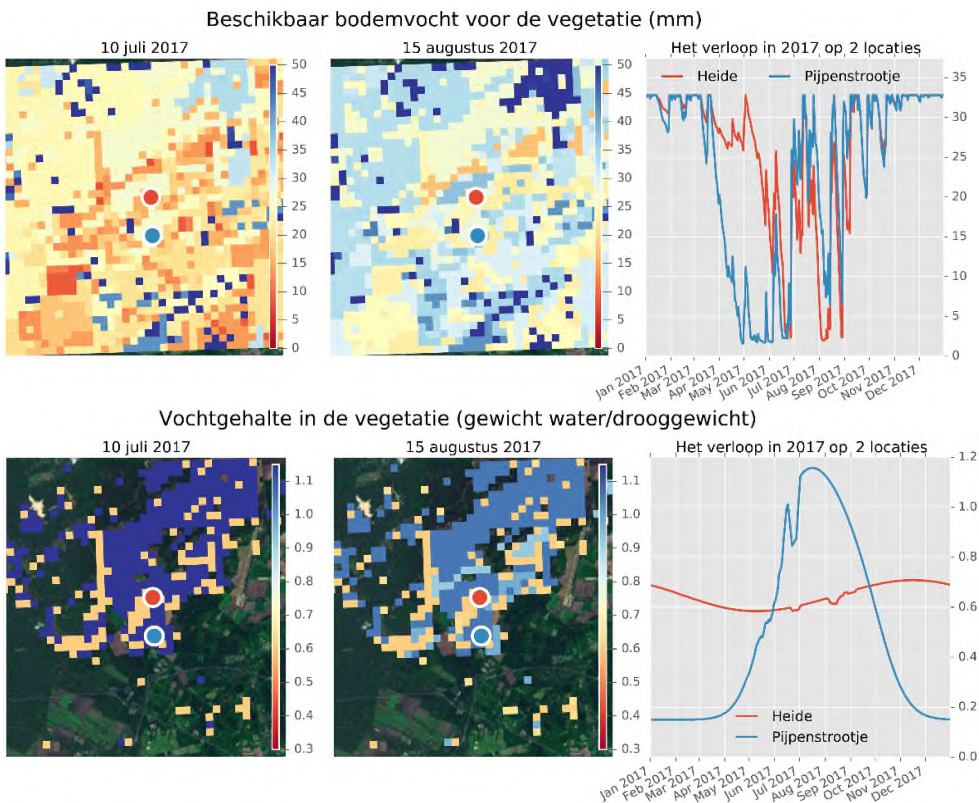 Beschikbaar bodemvocht voor de vegetatie (mm)
10 juli 2017
50
45
40
35
30
25
20
15
10
5
0
15 augustus 2017
50
45
40
35
30
25
20
15
10
5
0
Het verloop in 2017 op 2 locaties
Heide
Pijpenstrootje
35
30
25
20
15
10
5
0
Jan 2017
Feb 2017
Mar 2017
Apr 2017
May 2017
Jun 2017
Jul 2017
Aug 2017
Sep 2017
Oct 2017
Nov 2017
Dec 2017
Vochtgehalte in de vegetatie (gewicht water/drooggewicht)
10 juli 2017
1.1
1.0
0.9
0.8
0.7
0.6
0.5
0.4
0.3
15 augustus 2017
1.1
1.0
0.9
0.8
0.7
0.6
0.5
0.4
0.3
Het verloop in 2017 op 2 locaties
1.2
1.0
0.8
0.6
0.4
0.2
0.0
Heide
Pijpenstrootje
Jan 2017
Feb 2017
Mar 2017
Apr 2017
May 2017
Jun 2017
Jul 2017
Aug 2017
Sep 2017
Oct 2017
Nov 2017
Dec 2017